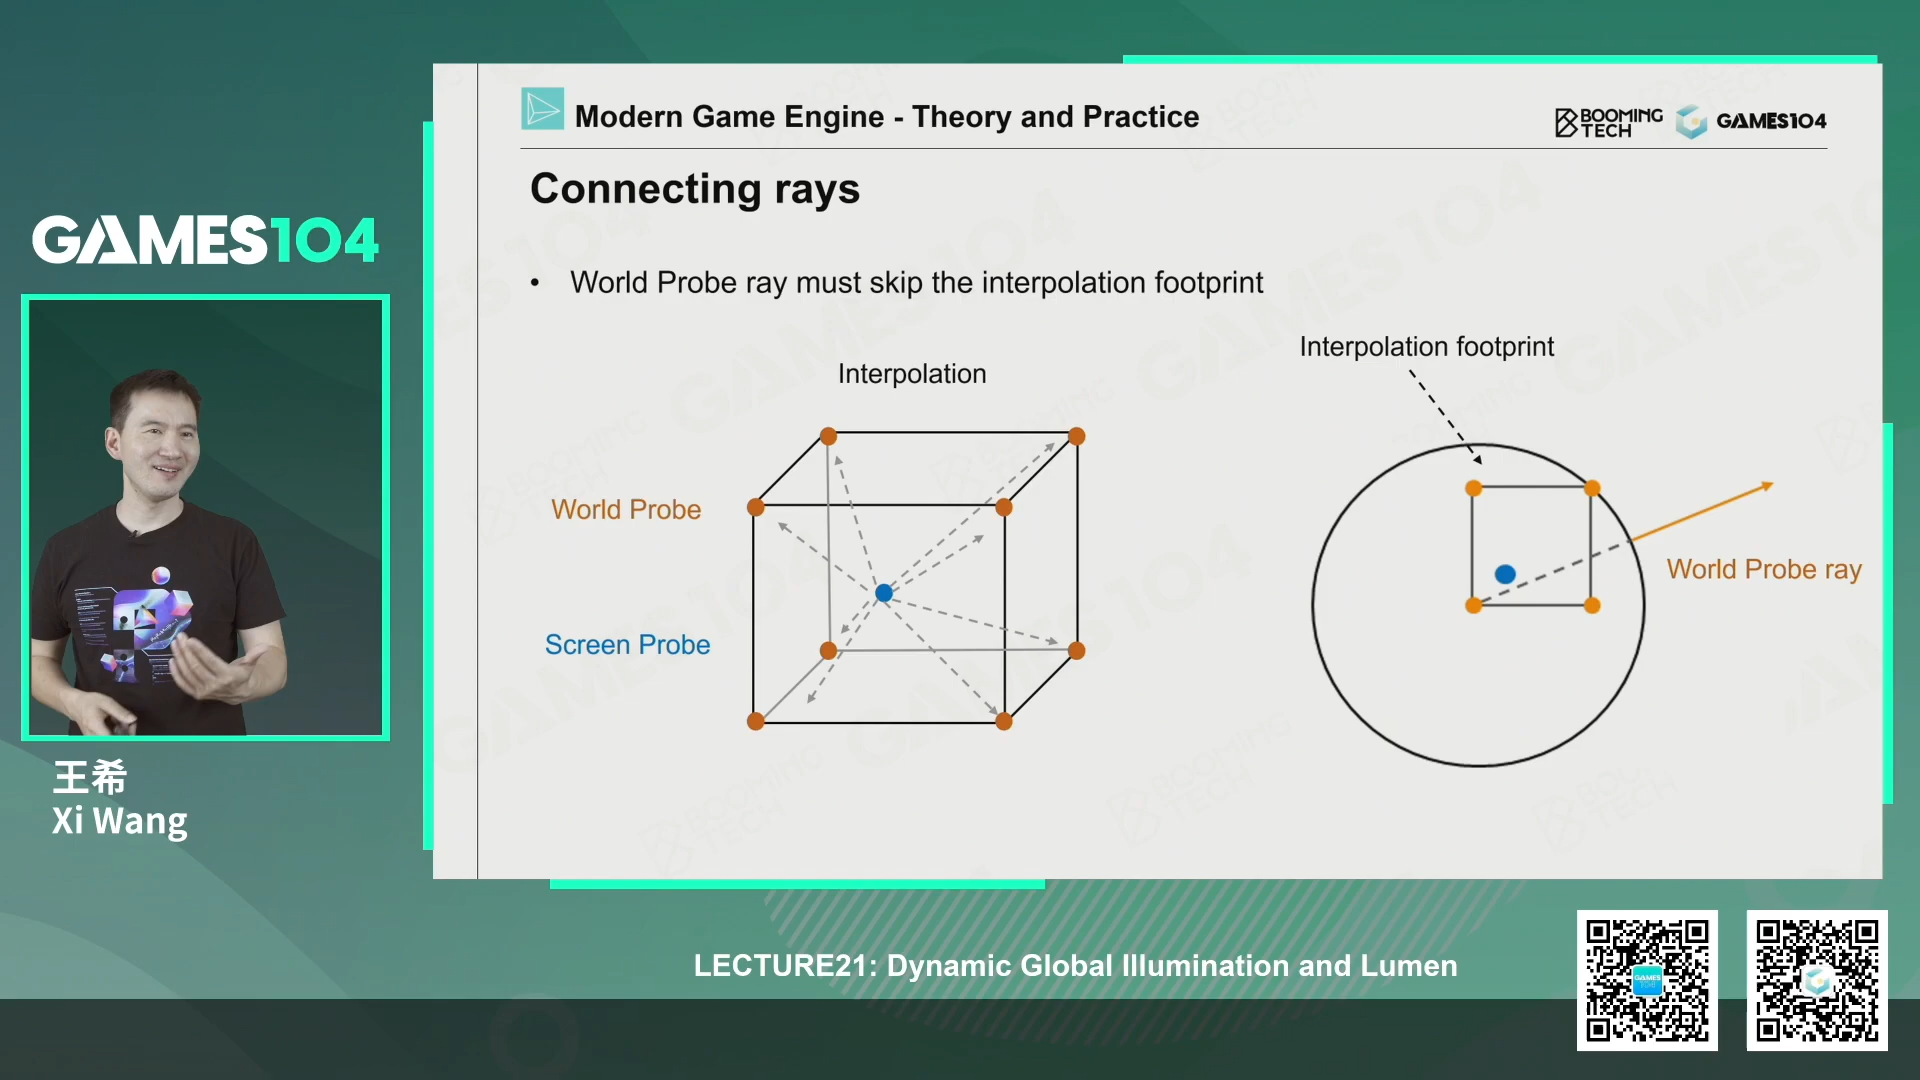 Modern Game Engine - Theory and Practice
BOOMING
TECH
GAMES104
Connecting rays
• World Probe ray must skip the interpolation footprint
Interpolation footprint
Interpolation
World Probe
World Probe ray
Screen Probe
GAMES104
王希
Xi Wang
LECTURE21: Dynamic Global Illumination and Lumen